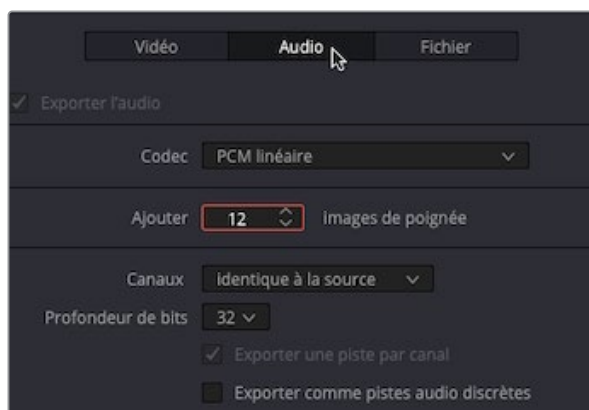 Vidéo Audio Fichier
Exporter l'audio
Codec PCM linéaire
Ajouter 12 images de poignée
Canaux identique à la source
Profondeur de bits 32
Exporter une piste par canal
Exporter comme pistes audio discrètes